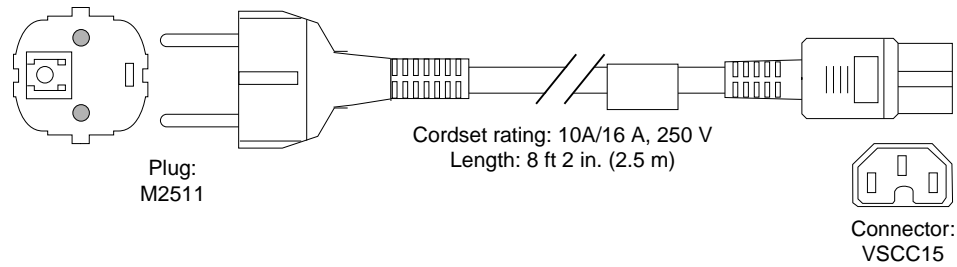 Cordset rating: 10A/16 A, 250 V
Length: 8 ft 2 in. (2.5 m)
Plug:
M2511
Connector:
VSCC15